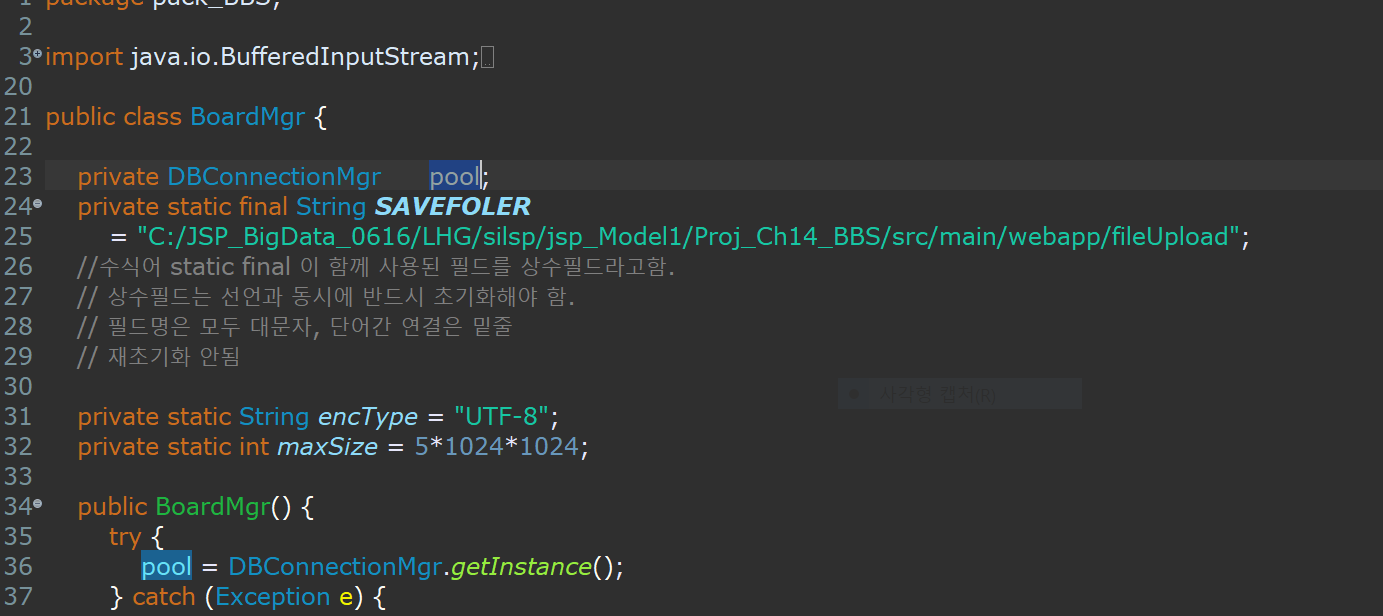 1 package pack_BBS;
2
3 import java.io.BufferedInputStream;
20
21 public class BoardMgr {
22
23 private DBConnectionMgr pool;
24 private static final String SAVEFOLER
25 = "C:/JSP_BigData_0616/LHG/silsp/jsp_Model1/Proj_Ch14_BBS/src/main/webapp/fileUpload";
26 //수식어 static final 이 함께 사용된 필드를 상수필드라고함.
27 // 상수필드는 선언과 동시에 반드시 초기화해야 함.
28 // 필드명은 모두 대문자, 단어간 연결은 밑줄
29 // 재초기화 안됨
30
사각형 캡처(R)
31 private static String encType = "UTF-8";
32 private static int maxSize = 5*1024*1024;
33
34 public BoardMgr() {
35 try {
36 pool = DBConnectionMgr.getInstance();
37 } catch (Exception e) {